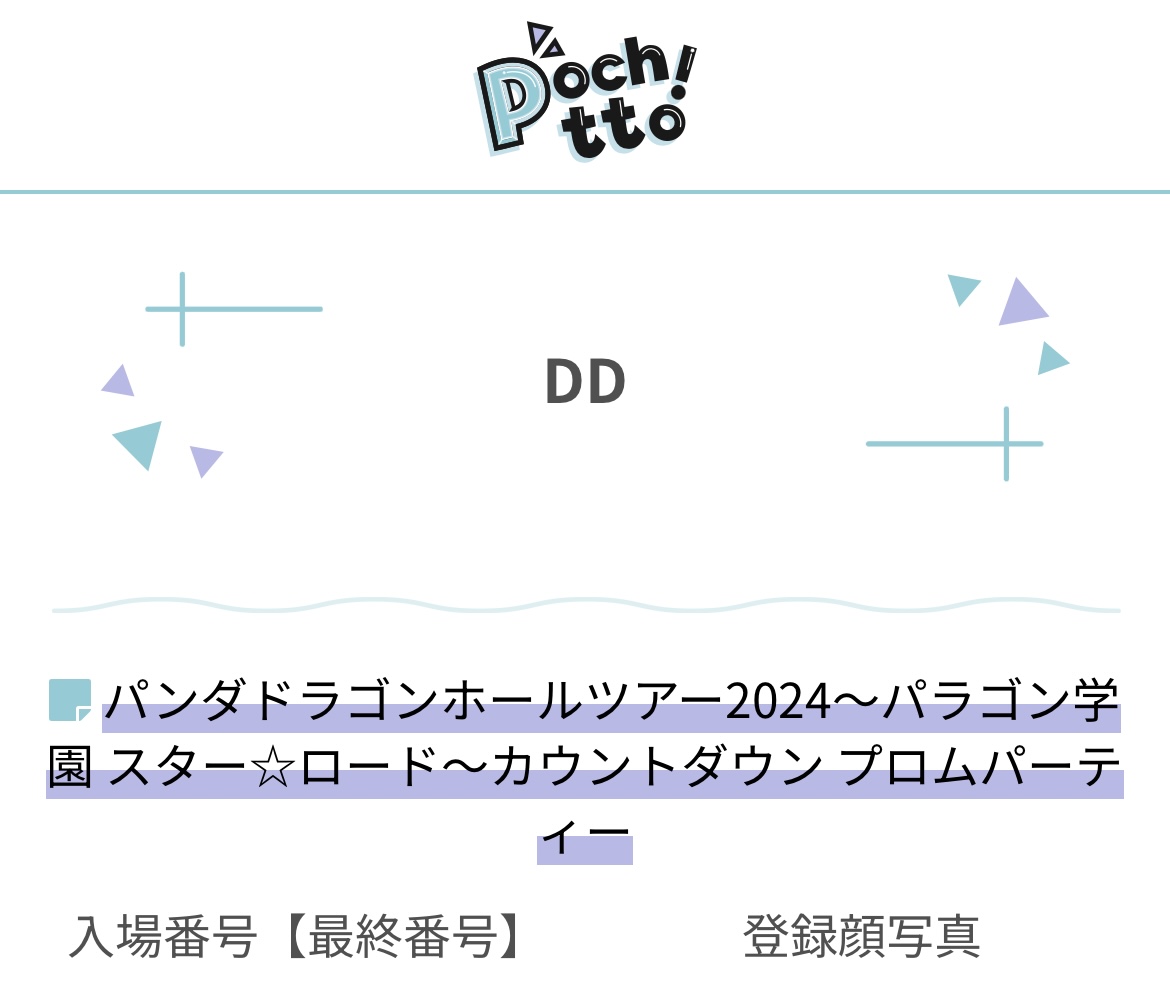 Poch!
tto
DD
パンダドラゴンホールツアー2024〜パラゴン学
園 スター☆ロード〜カウントダウン プロムパーテ
ィー
入場番号【最終番号】 登録顔写真